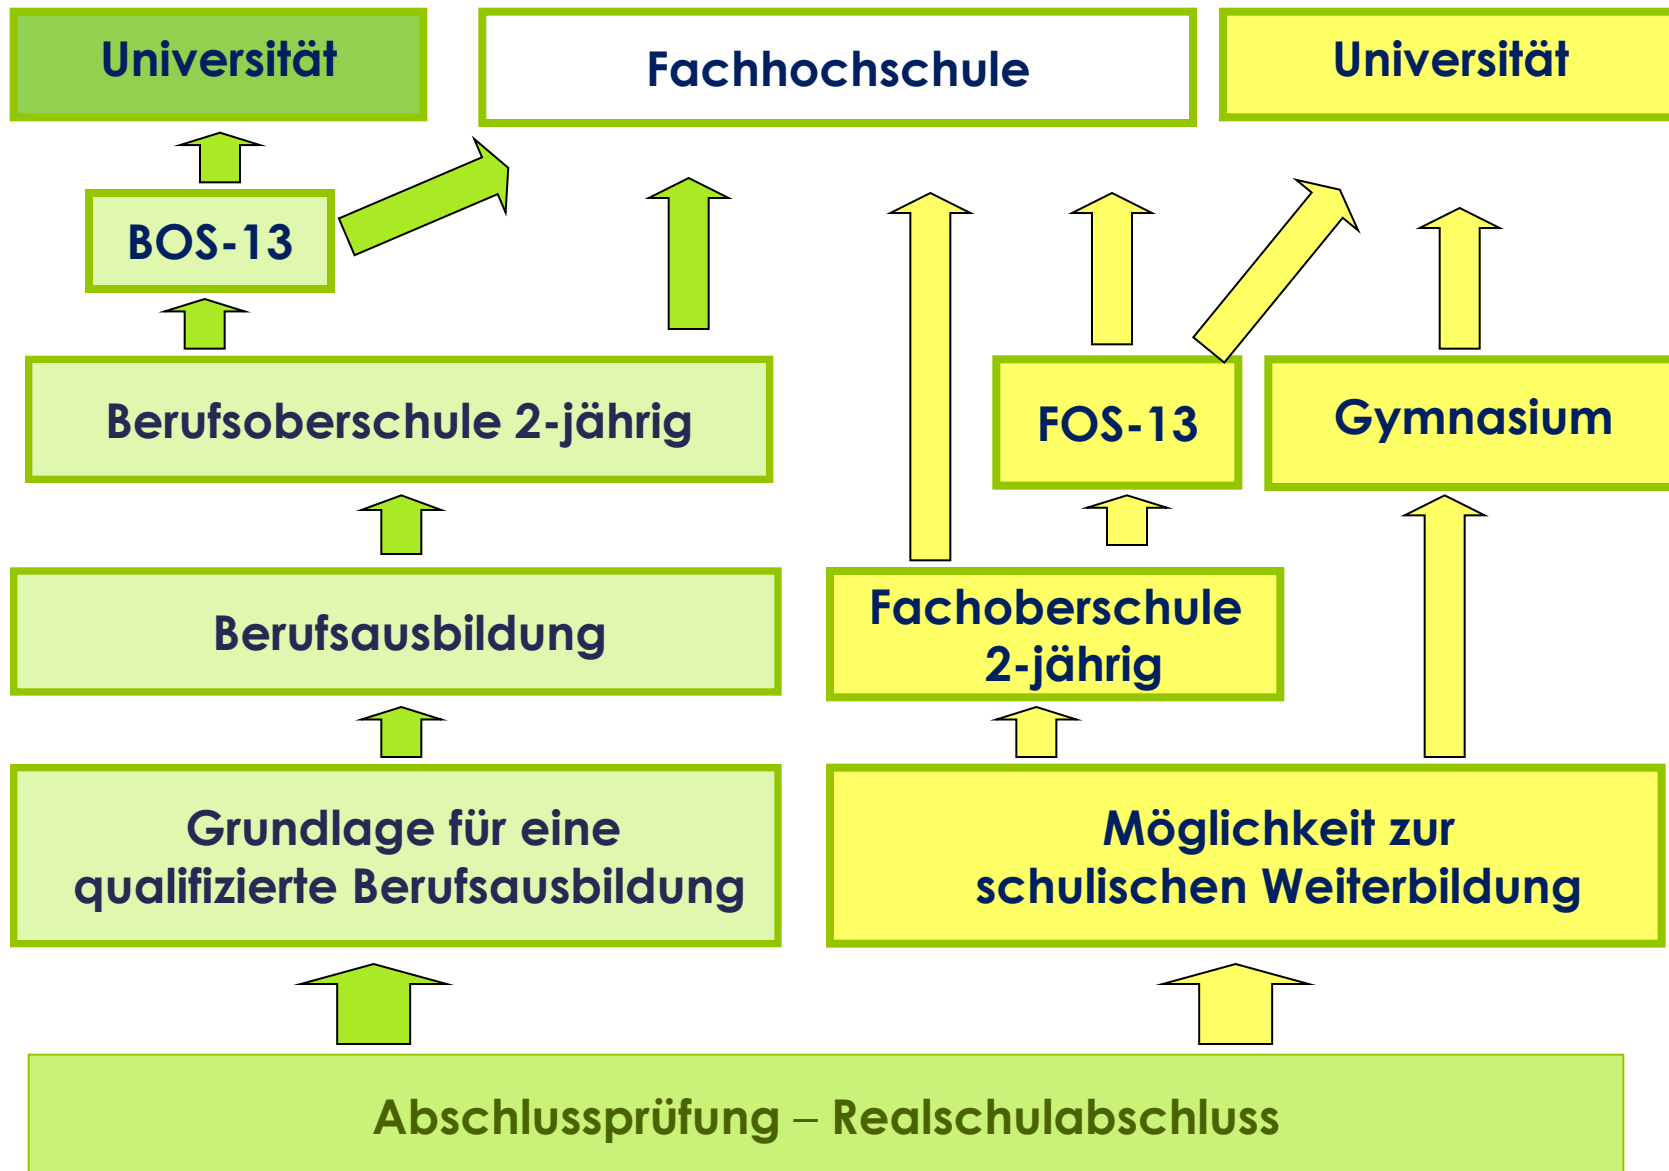 Universität
Fachhochschule
Universität
BOS-13
Berufsoberschule 2-jährig
FOS-13
Gymnasium
Berufsausbildung
Fachoberschule
2-jährig
Grundlage für eine
qualifizierte Berufsausbildung
Möglichkeit zur
schulischen Weiterbildung
Abschlussprüfung – Realschulabschluss